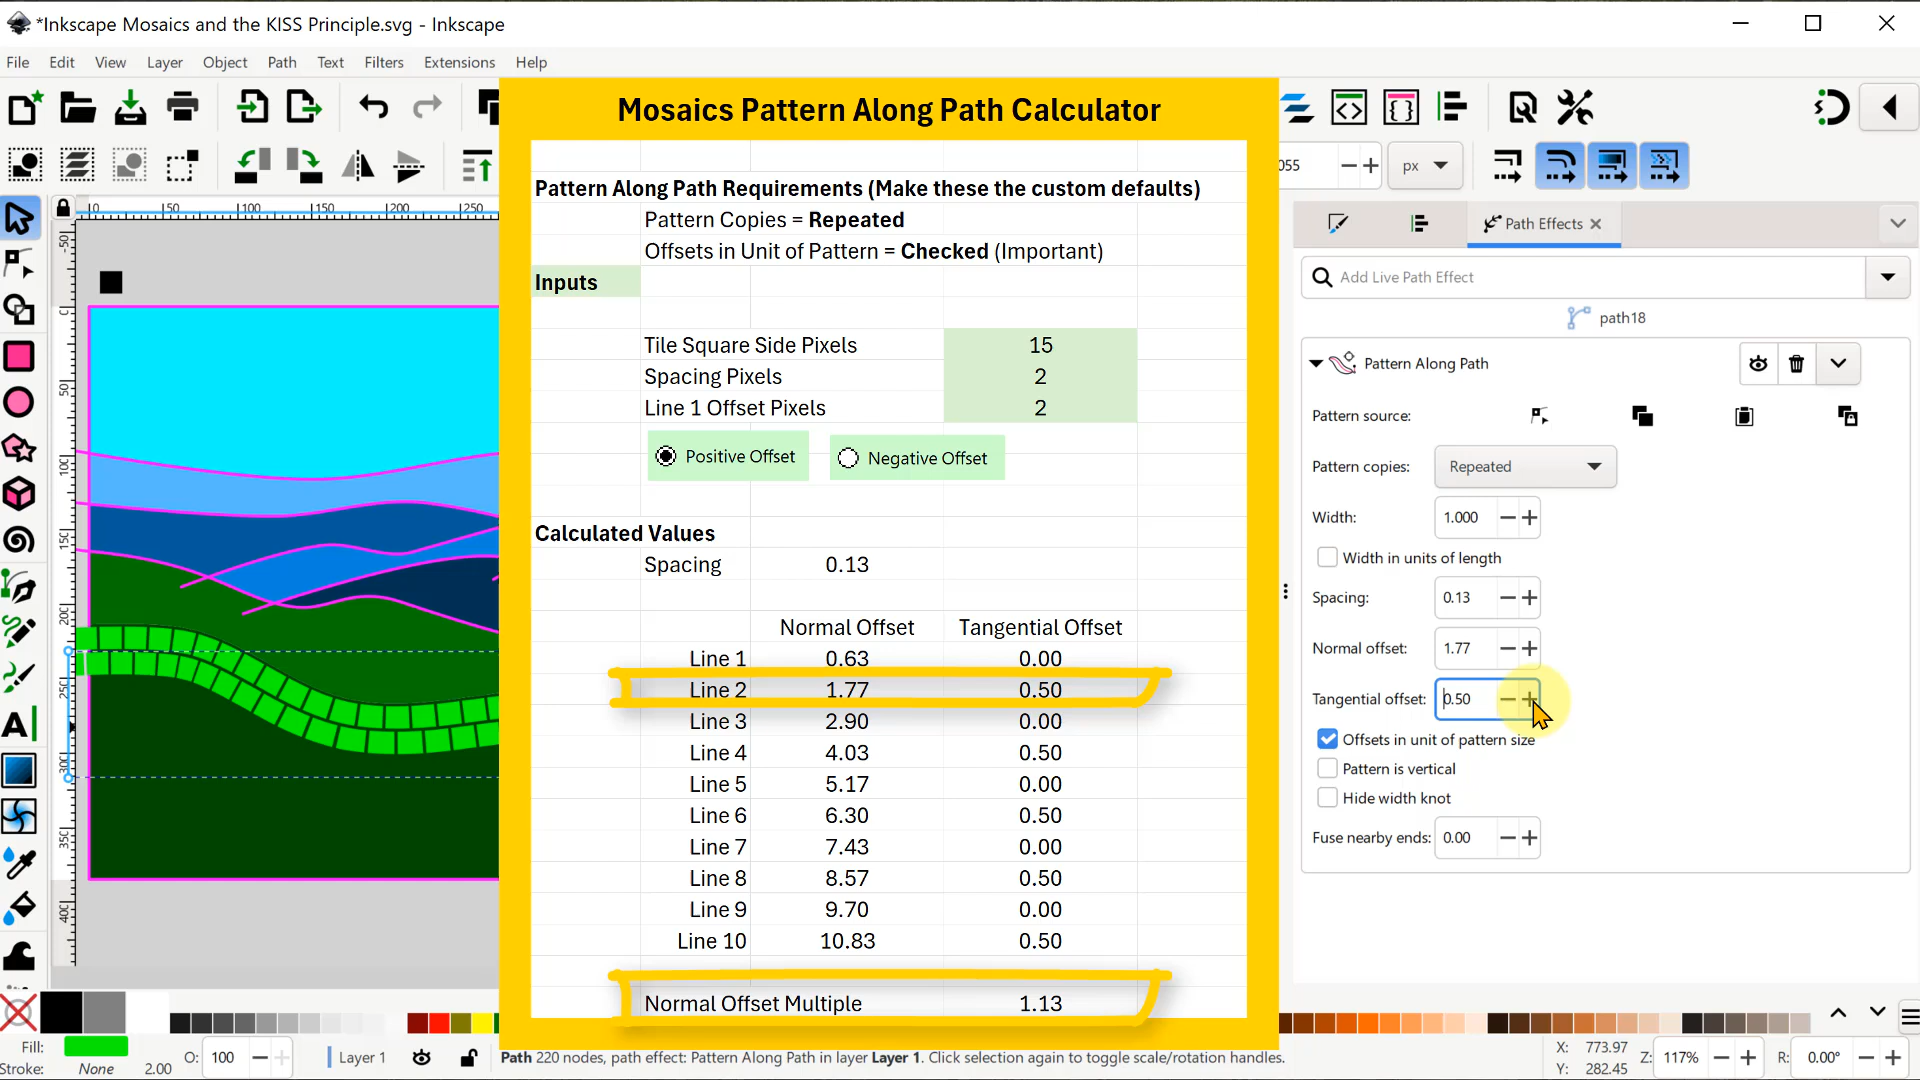 *Inkscape Mosaics and the KISS Principle.svg - Inkscape
File Edit View Layer Object Path Text Filters Extensions Help
Mosaics Pattern Along Path Calculator
Pattern Along Path Requirements (Make these the custom defaults)
Pattern Copies = Repeated
Offsets in Unit of Pattern = Checked (Important)
Inputs
Tile Square Side Pixels 15
Spacing Pixels 2
Line 1 Offset Pixels 2
Positive Offset Negative Offset
Calculated Values
Spacing 0.13
Normal Offset Tangential Offset
Line 1 0.63 0.00
Line 2 1.77 0.50
Line 3 2.90 0.00
Line 4 4.03 0.50
Line 5 5.17 0.00
Line 6 6.30 0.50
Line 7 7.43 0.00
Line 8 8.57 0.50
Line 9 9.70 0.00
Line 10 10.83 0.50
Normal Offset Multiple 1.13
055 px
Path Effects
Add Live Path Effect
path18
Pattern Along Path
Pattern source:
Pattern copies: Repeated
Width: 1.000
Width in units of length
Spacing: 0.13
Normal offset: 1.77
Tangential offset: 0.50
Offsets in unit of pattern size
Pattern is vertical
Hide width knot
Fuse nearby ends: 0.00
Fill:
Stroke: None 2.00
O: 100
Layer 1
Path 220 nodes, path effect: Pattern Along Path in layer Layer 1. Click selection again to toggle scale/rotation handles.
X: 773.97
Y: 282.45
Z: 117%
R: 0.00°